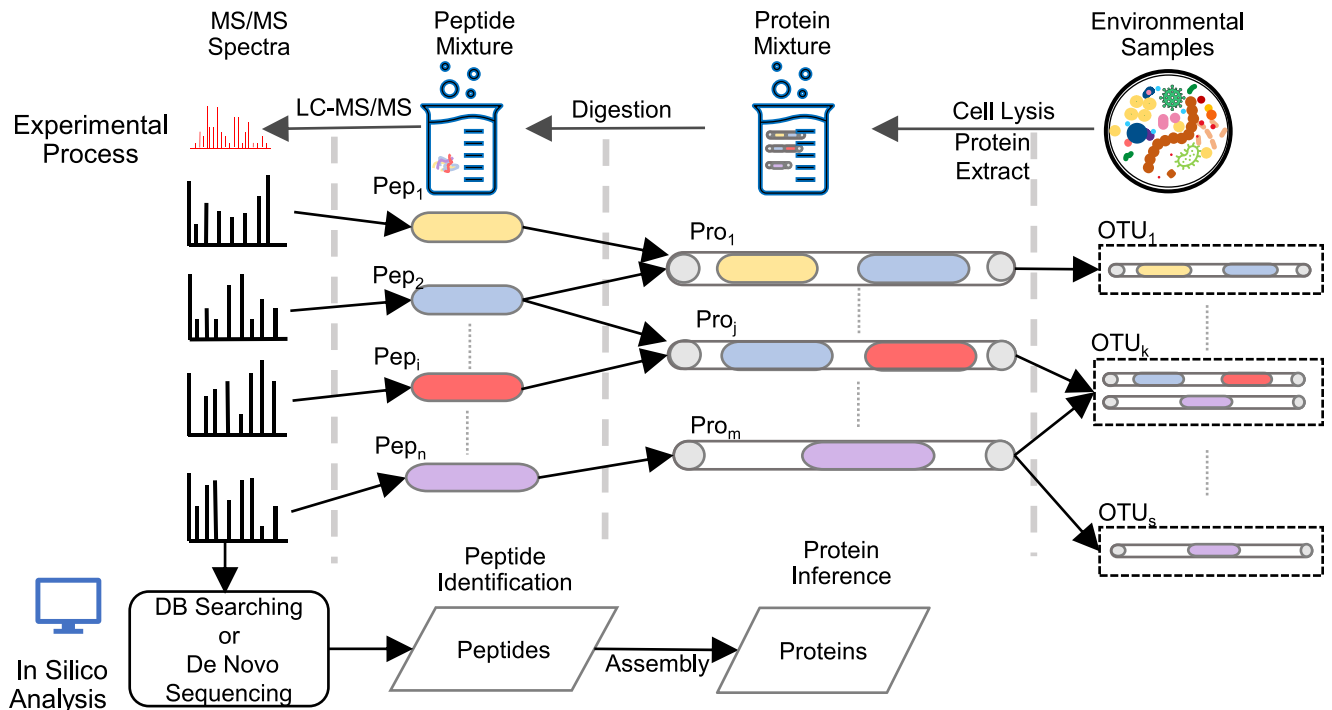 MS/MS
Spectra
Peptide
Mixture
Protein
Mixture
Environmental
Samples
Experimental
Process
LC-MS/MS
Digestion
Cell Lysis
Protein
Extract
Pep₁
Pro₁
OTU₁
Pep₂
Proⱼ
OTUₖ
Pepᵢ
Proₘ
Pepₙ
OTUₛ
Peptide
Identification
Protein
Inference
DB Searching
or
De Novo
Sequencing
Peptides
Assembly
Proteins
In Silico
Analysis